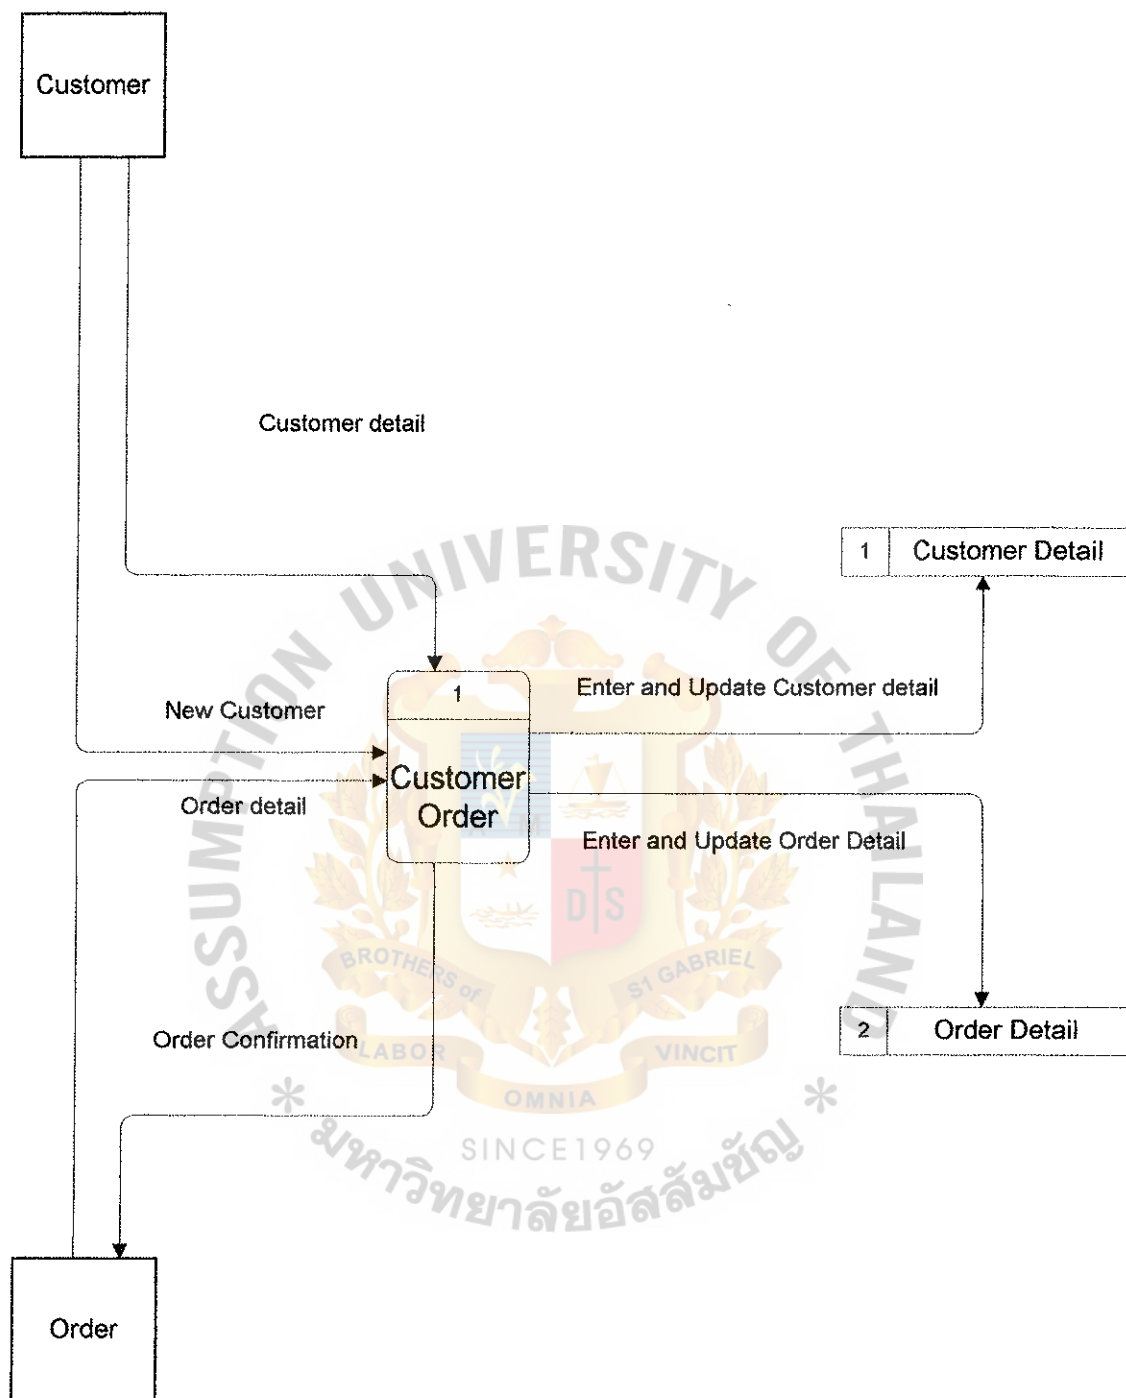 Customer
Customer detail
1 Customer Detail
1
Enter and Update Customer detail
New Customer
Customer
Order
Order detail
Enter and Update Order Detail
Order Confirmation
2 Order Detail
Order
ASSUMPTION UNIVERSITY OF THAILAND
D S
BROTHERS of S1 GABRIEL
LABOR OMNIA VINCIT
SINCE1969
มหาวิทยาลัยอัสสัมชัญ